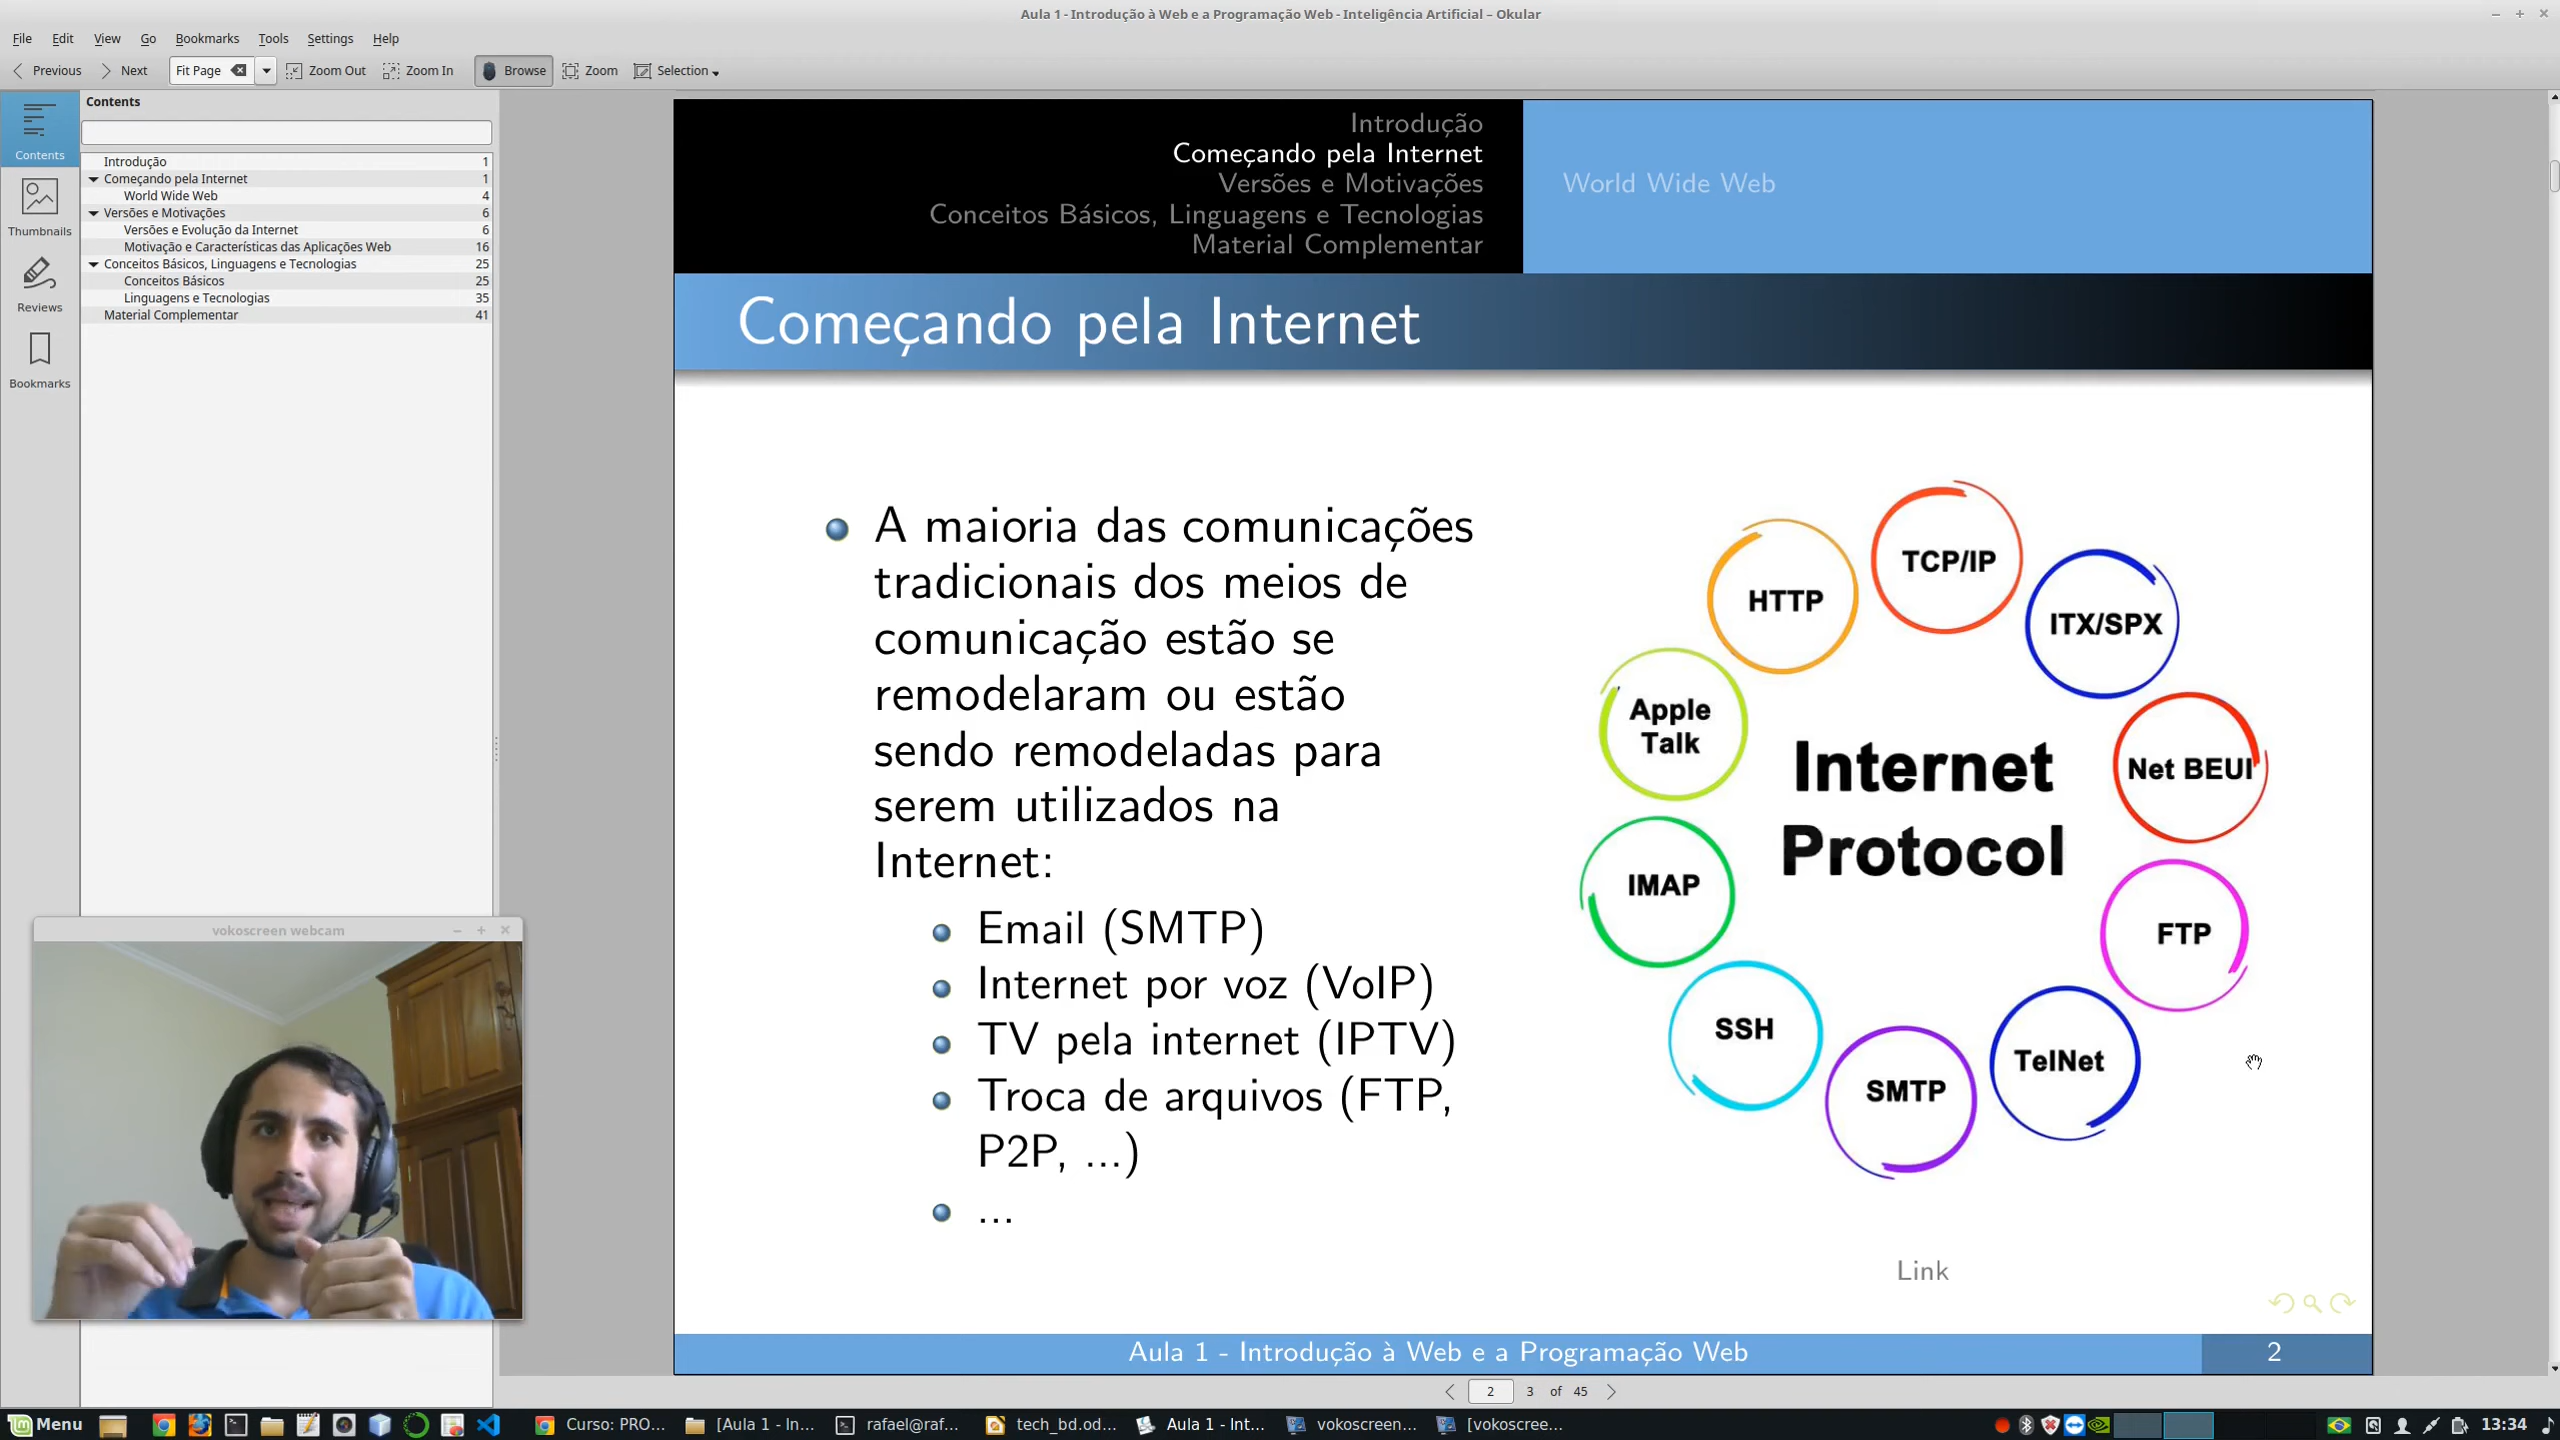 Aula 1 - Introdução à Web e a Programação Web - Inteligência Artificial – Okular
File Edit View Go Bookmarks Tools Settings Help
Previous Next Fit Page Zoom Out Zoom In Browse Zoom Selection
Contents
Contents
Thumbnails
Reviews
Bookmarks
Introdução 1
Começando pela Internet 1
World Wide Web 4
Versões e Motivações 6
Versões e Evolução da Internet 6
Motivação e Características das Aplicações Web 16
Conceitos Básicos, Linguagens e Tecnologias 25
Conceitos Básicos 25
Linguagens e Tecnologias 35
Material Complementar 41
vokoscreen webcam
Introdução
Começando pela Internet
Versões e Motivações
Conceitos Básicos, Linguagens e Tecnologias
Material Complementar
World Wide Web
Começando pela Internet
A maioria das comunicações
tradicionais dos meios de
comunicação estão se
remodelaram ou estão
sendo remodeladas para
serem utilizados na
Internet:
Email (SMTP)
Internet por voz (VoIP)
TV pela internet (IPTV)
Troca de arquivos (FTP,
P2P, ...)
...
Internet
Protocol
TCP/IP
ITX/SPX
Net BEUI
FTP
TelNet
SMTP
SSH
IMAP
Apple
Talk
HTTP
Link
Aula 1 - Introdução à Web e a Programação Web 2
2 3 of 45
Menu Curso: PRO... [Aula 1 - In... rafael@raf... tech_bd.od... Aula 1 - Int... vokoscreen... [vokoscree... 13:34